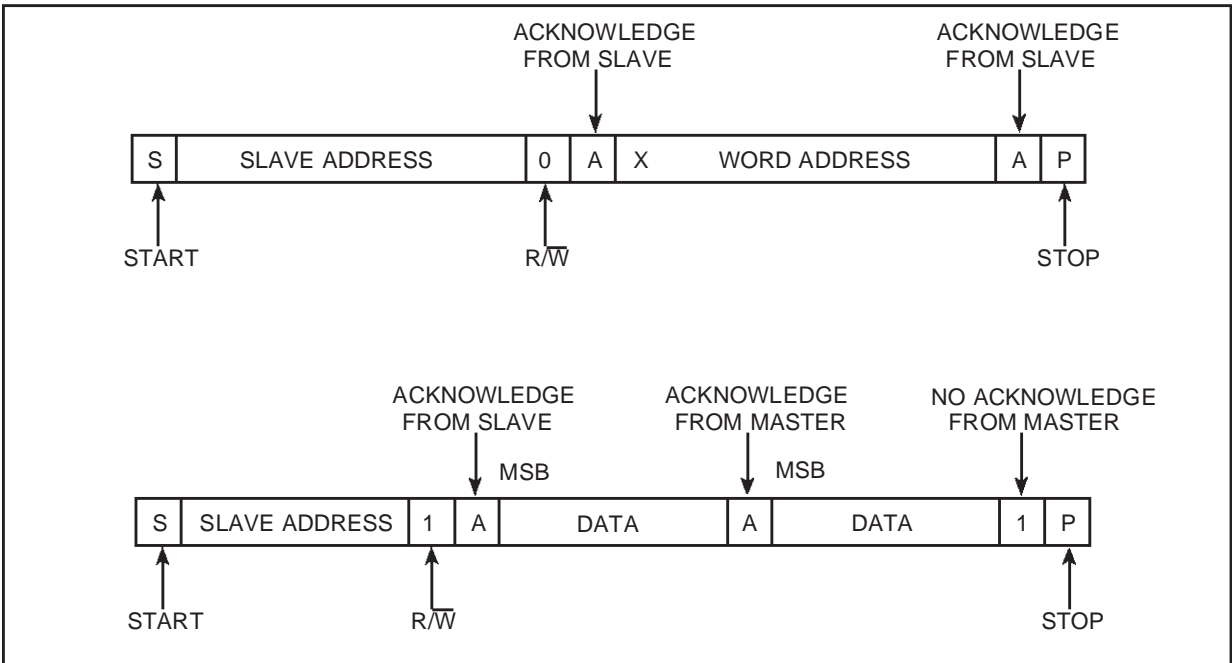 ACKNOWLEDGE ACKNOWLEDGE
FROM SLAVE FROM SLAVE
S SLAVE ADDRESS 0 A X WORD ADDRESS A P
START R/W̅ STOP
ACKNOWLEDGE ACKNOWLEDGE NO ACKNOWLEDGE
FROM SLAVE FROM MASTER FROM MASTER
MSB MSB
S SLAVE ADDRESS 1 A DATA A DATA 1 P
START R/W̅ STOP